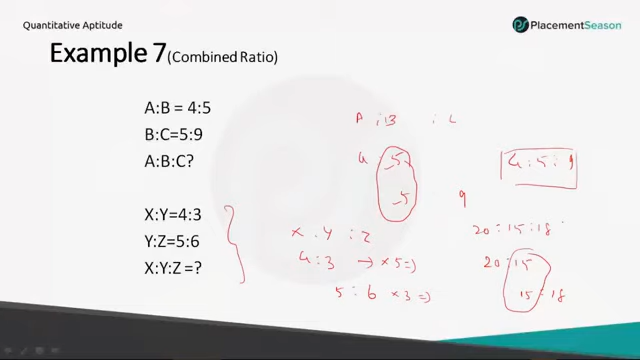 Quantitative Aptitude
PlacementSeason
Example 7(Combined Ratio)
A:B = 4:5
B:C=5:9
A:B:C?
A : B : C
4 5
5 9
4 : 5 : 9
X:Y=4:3
Y:Z=5:6
X:Y:Z =?
X : Y : Z
4 : 3 → × 5 ⇒
5 : 6 × 3 ⇒
20 : 15 : 18
20 : 15
15 : 18